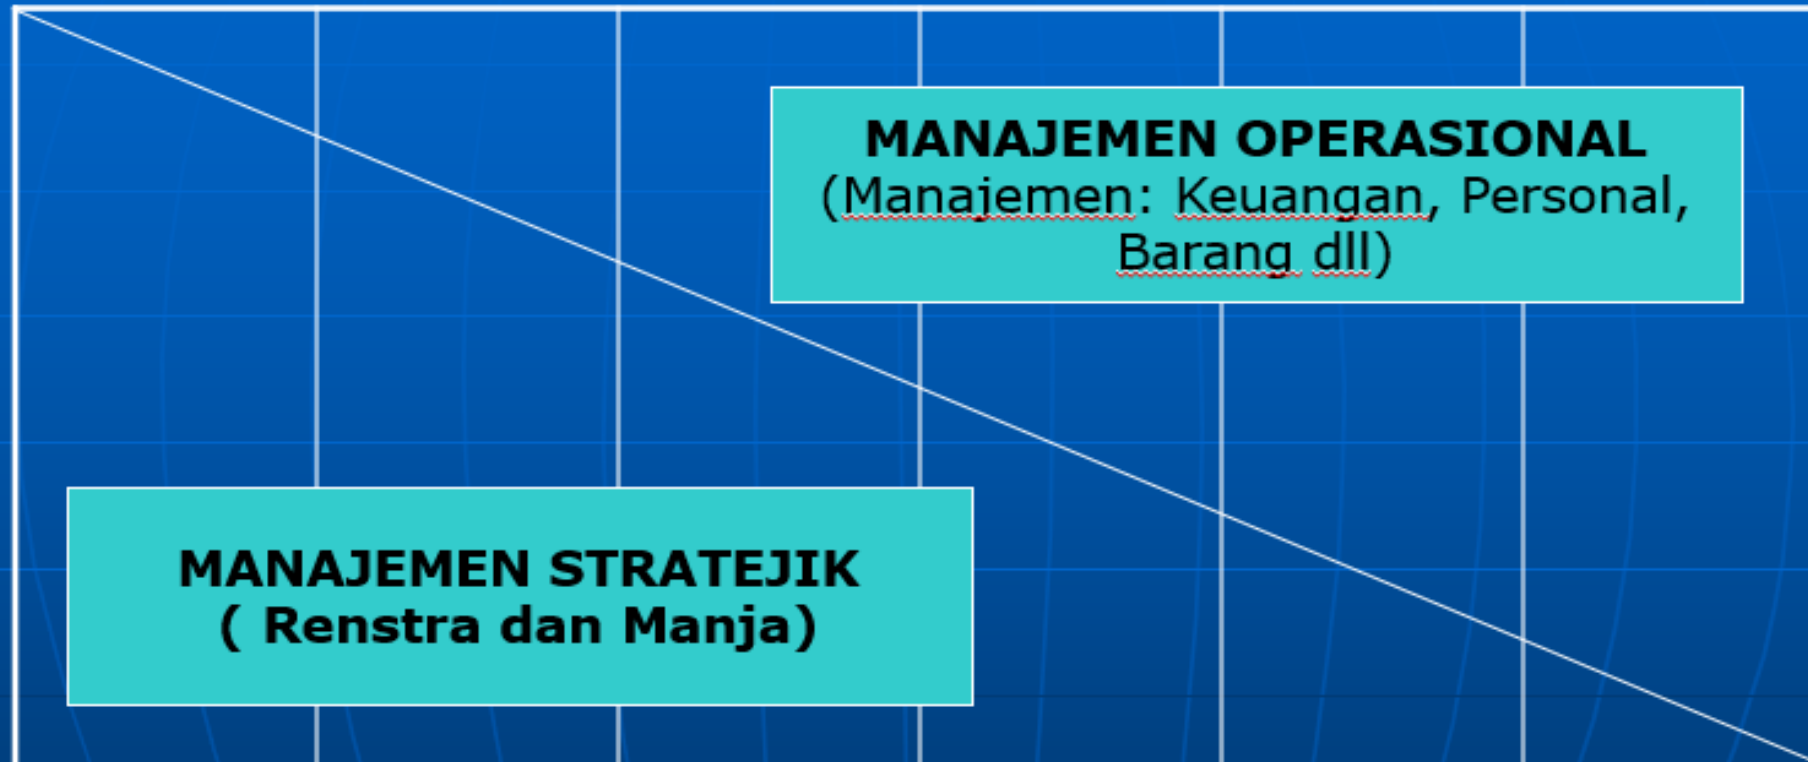 MANAJEMEN OPERASIONAL
(Manajemen: Keuangan, Personal,
Barang dll)
MANAJEMEN STRATEJIK
( Renstra dan Manja)